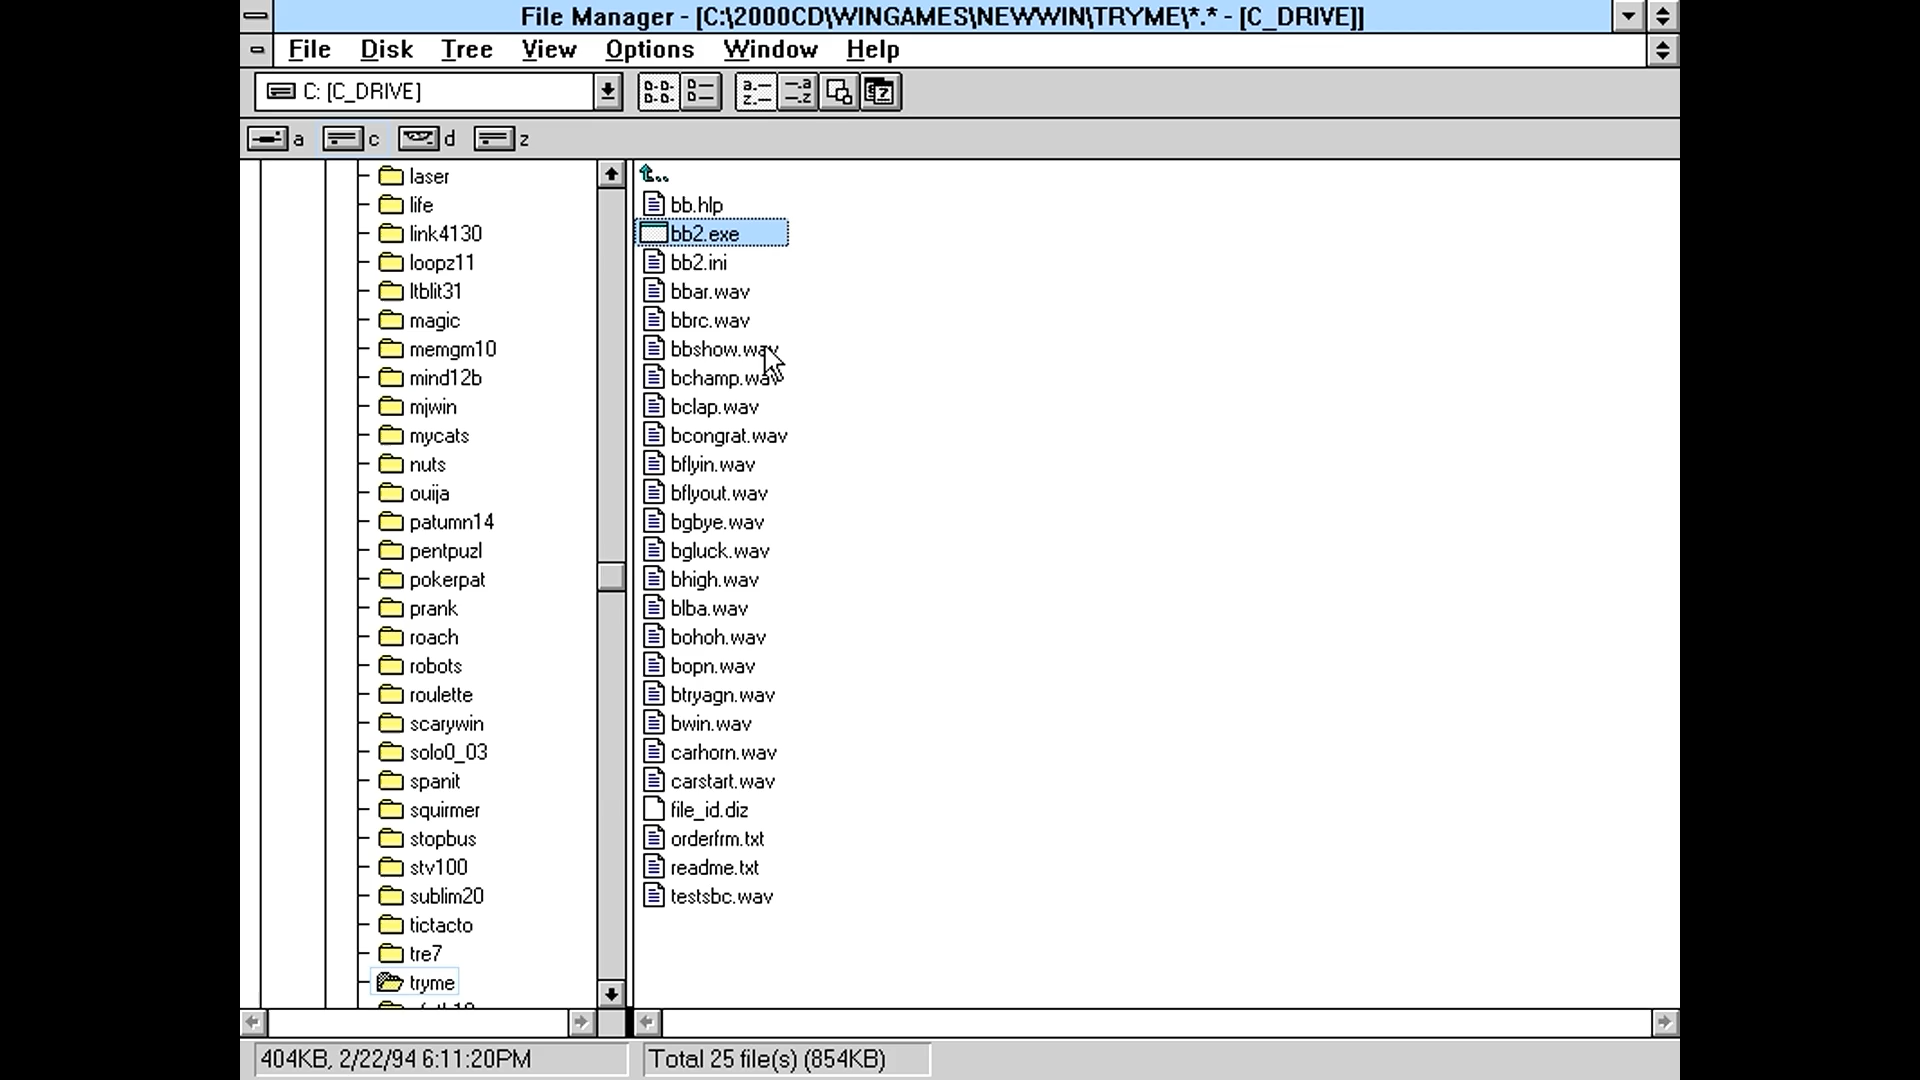 File Manager - [C:\2000CD\WINGAMES\NEWWIN\TRYME\*.* - [C_DRIVE]]
File Disk Tree View Options Window Help
C: [C_DRIVE]
a c d z
laser
life
link4130
loopz11
ltblit31
magic
memgm10
mind12b
mjwin
mycats
nuts
ouija
patumn14
pentpuzl
pokerpat
prank
roach
robots
roulette
scarywin
solo0_03
spanit
squirmer
stopbus
stv100
sublim20
tictacto
tre7
tryme
..
bb.hlp
bb2.exe
bb2.ini
bbar.wav
bbrc.wav
bbshow.wav
bchamp.wav
bclap.wav
bcongrat.wav
bflyin.wav
bflyout.wav
bgbye.wav
bgluck.wav
bhigh.wav
blba.wav
bohoh.wav
bopn.wav
btryagn.wav
bwin.wav
carhorn.wav
carstart.wav
file_id.diz
orderfrm.txt
readme.txt
testsbc.wav
404KB, 2/22/94 6:11:20PM
Total 25 file(s) (854KB)